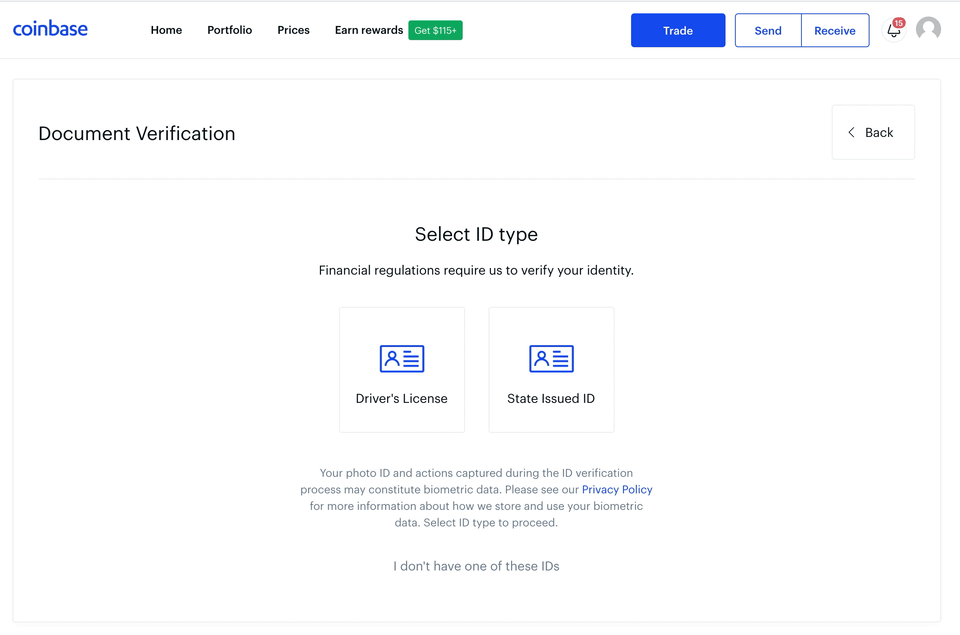 coinbase
Home Portfolio Prices Earn rewards Get $115+ Trade Send Receive 15
Document Verification
Back
Select ID type
Financial regulations require us to verify your identity.
Driver's License State Issued ID
Your photo ID and actions captured during the ID verification
process may constitute biometric data. Please see our Privacy Policy
for more information about how we store and use your biometric
data. Select ID type to proceed.
I don't have one of these IDs